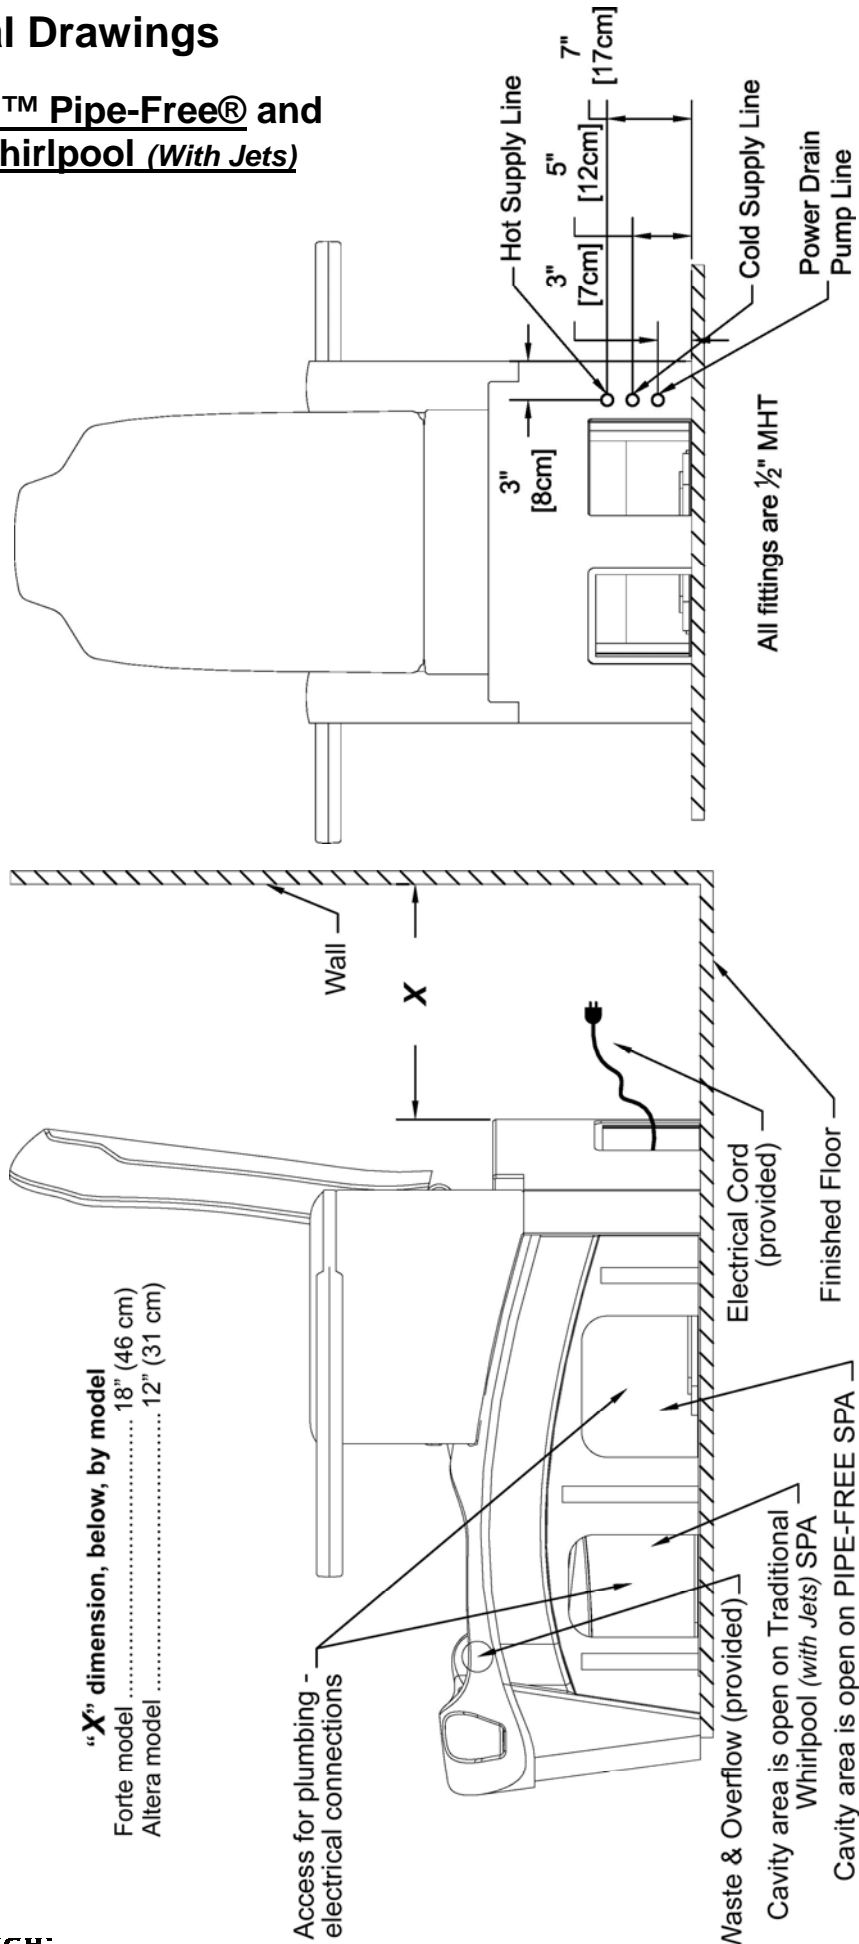 al Drawings
™ Pipe-Free® and
hirlpool (With Jets)
Hot Supply Line
7"
[17cm]
5"
[12cm]
3"
[7cm]
Cold Supply Line
Power Drain
Pump Line
3"
[8cm]
All fittings are ½" MHT
Wall
X
Electrical Cord
(provided)
Finished Floor
“X” dimension, below, by model
Forte model ........................................ 18” (46 cm)
Altera model ....................................... 12” (31 cm)
Access for plumbing -
electrical connections
Waste & Overflow (provided)
Cavity area is open on Traditional
Whirlpool (with Jets) SPA
Cavity area is open on PIPE-FREE SPA